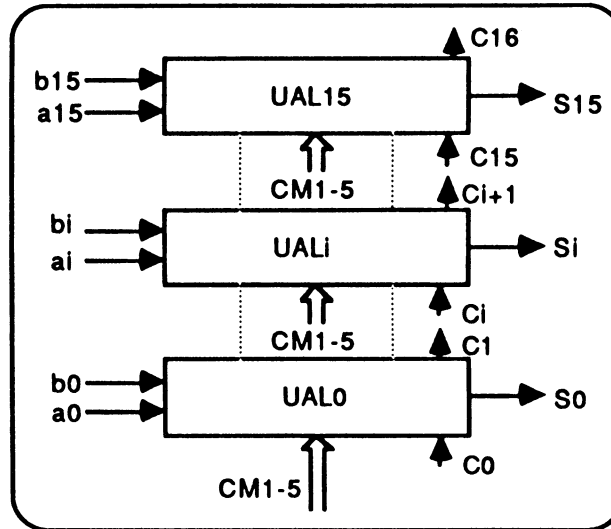 C16
b15
UAL15
S15
a15
C15
CM1-5
Ci+1
bi
UALi
Si
ai
Ci
CM1-5
C1
b0
UAL0
S0
a0
C0
CM1-5